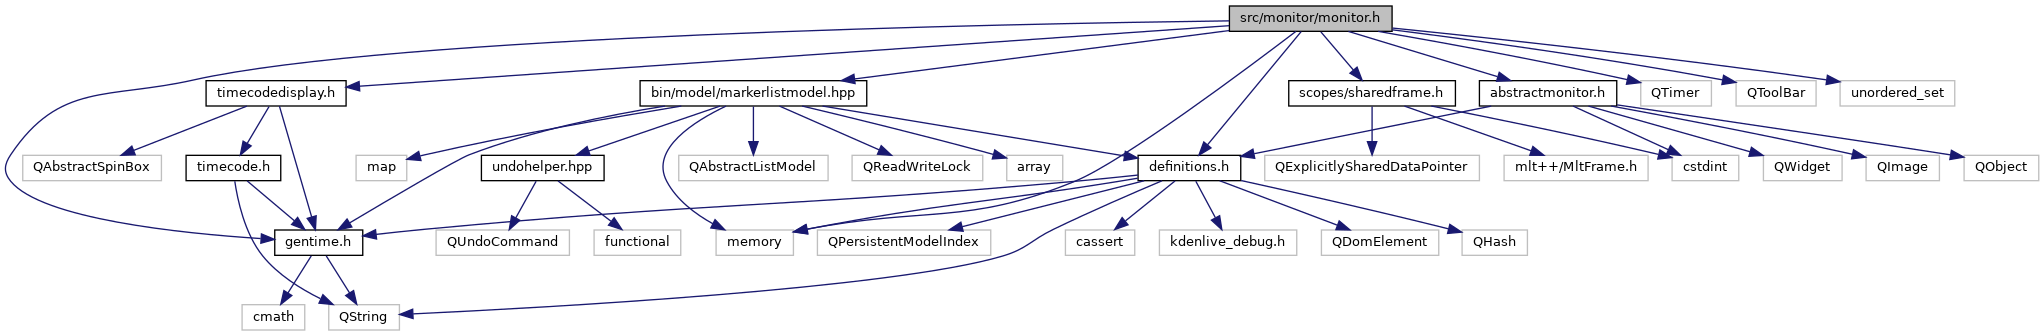 src/monitor/monitor.h
timecodedisplay.h
bin/model/markerlistmodel.hpp
scopes/sharedframe.h
abstractmonitor.h
QTimer
QToolBar
unordered_set
QAbstractSpinBox
timecode.h
map
undohelper.hpp
QAbstractListModel
QReadWriteLock
array
definitions.h
QExplicitlySharedDataPointer
mlt++/MltFrame.h
cstdint
QWidget
QImage
QObject
gentime.h
QUndoCommand
functional
memory
QPersistentModelIndex
cassert
kdenlive_debug.h
QDomElement
QHash
cmath
QString